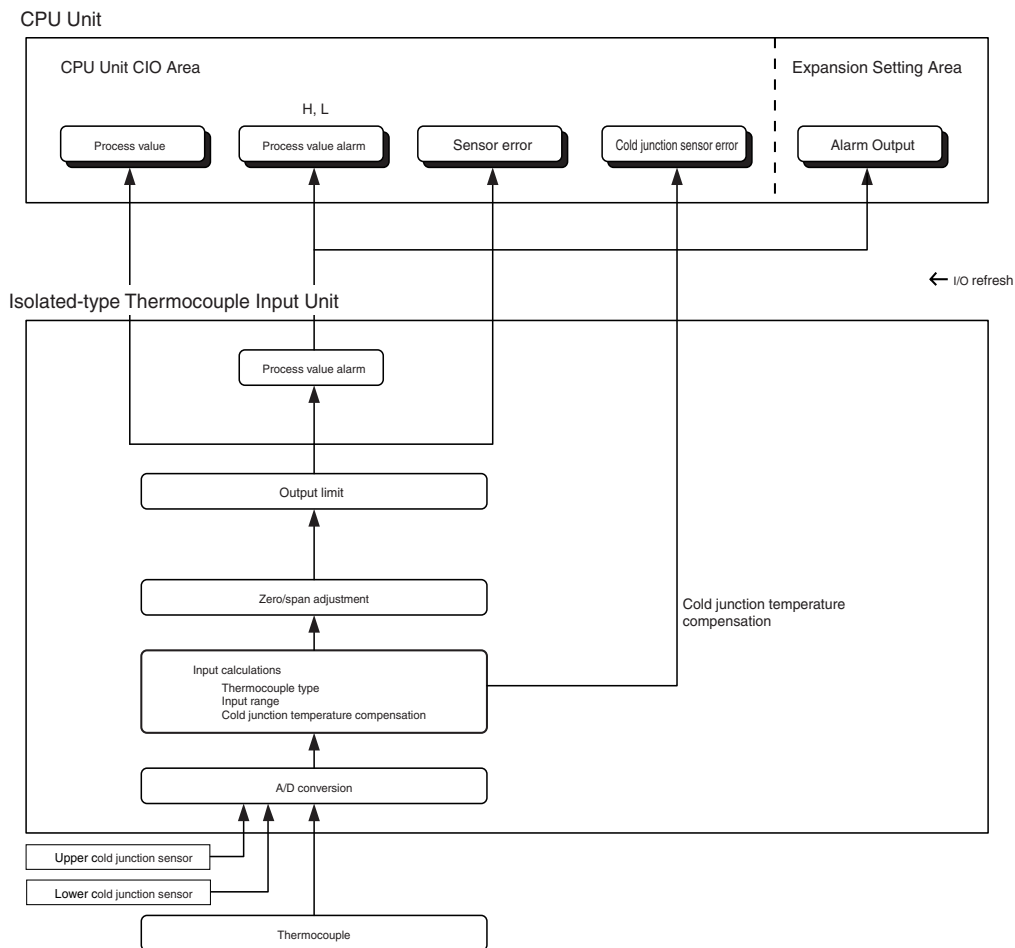 CPU Unit
CPU Unit CIO Area
Expansion Setting Area
H, L
Process value
Process value alarm
Sensor error
Cold junction sensor error
Alarm Output
I/O refresh
Isolated-type Thermocouple Input Unit
Process value alarm
Output limit
Zero/span adjustment
Cold junction temperature
compensation
Input calculations
Thermocouple type
Input range
Cold junction temperature compensation
A/D conversion
Upper cold junction sensor
Lower cold junction sensor
Thermocouple